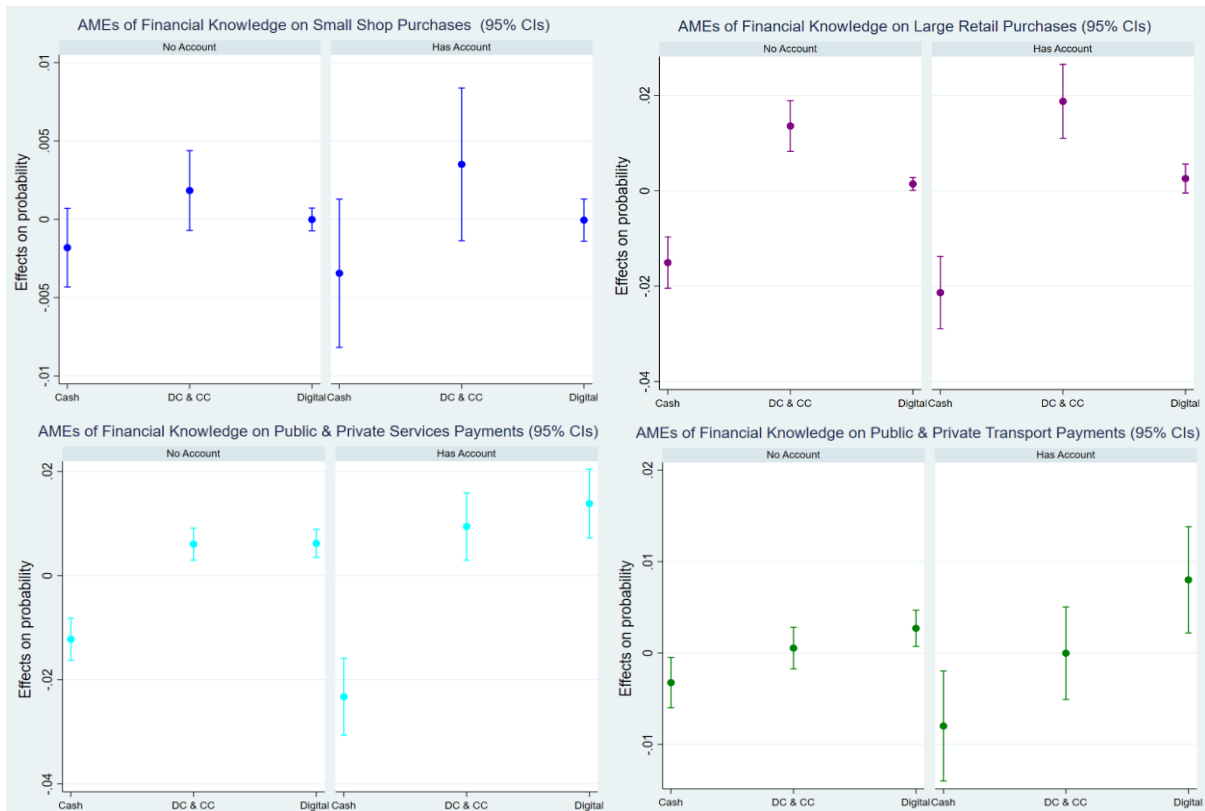 AMEs of Financial Knowledge on Small Shop Purchases (95% CIs)
No Account
Has Account
Effects on probability
.01
.005
0
-.005
-.01
Cash
DC & CC
Digital
Cash
DC & CC
Digital
AMEs of Financial Knowledge on Large Retail Purchases (95% CIs)
No Account
Has Account
Effects on probability
.02
0
-.02
-.04
Cash
DC & CC
Digital
Cash
DC & CC
Digital
AMEs of Financial Knowledge on Public & Private Services Payments (95% CIs)
No Account
Has Account
Effects on probability
.02
0
-.02
-.04
Cash
DC & CC
Digital
Cash
DC & CC
Digital
AMEs of Financial Knowledge on Public & Private Transport Payments (95% CIs)
No Account
Has Account
Effects on probability
.02
.01
0
-.01
Cash
DC & CC
Digital
Cash
DC & CC
Digital